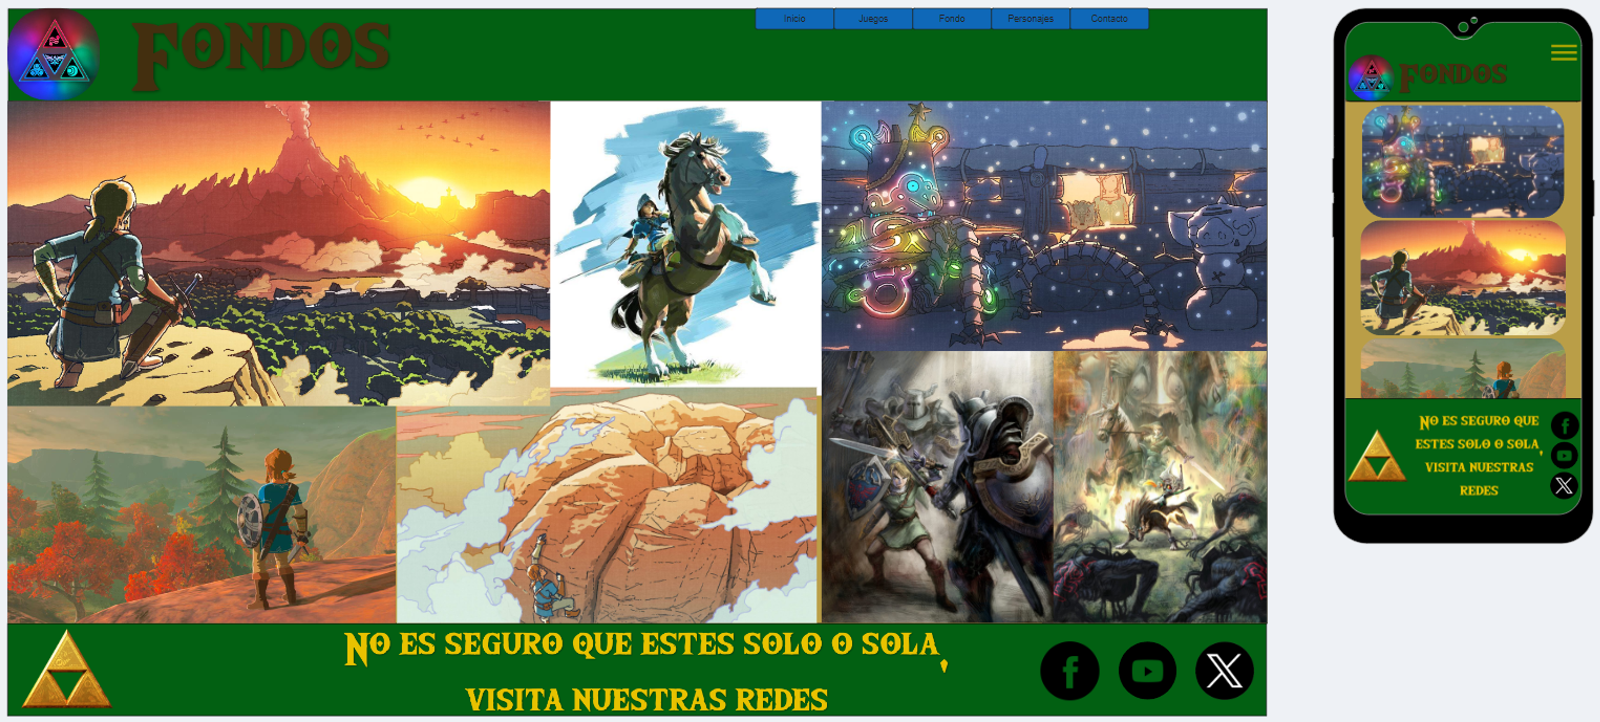 Fondos
Inicio
Juegos
Fondo
Personajes
Contacto
No es seguro que estes solo o sola,
visita nuestras redes
Fondos
No es seguro que
estes solo o sola,
visita nuestras
redes